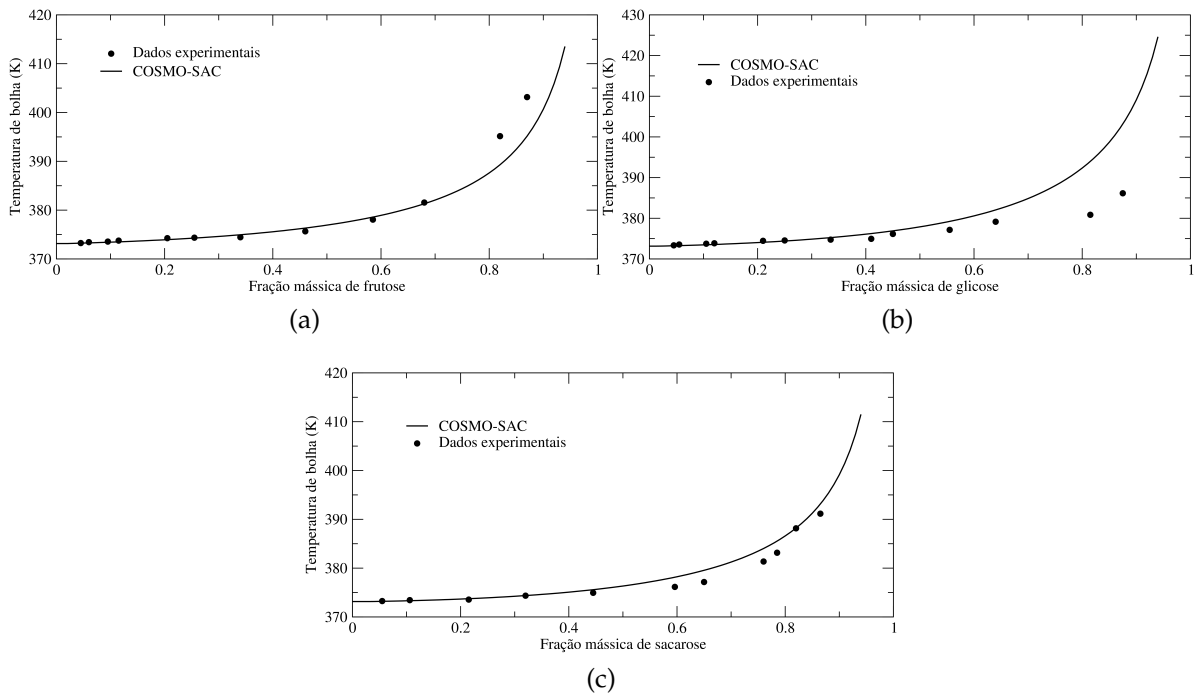 420
410
400
390
380
370
Temperatura de bolha (K)
Dados experimentais
COSMO-SAC
0 0.2 0.4 0.6 0.8 1
Fração mássica de frutose
(a)
430
420
410
400
390
380
370
Temperatura de bolha (K)
COSMO-SAC
Dados experimentais
0 0.2 0.4 0.6 0.8 1
Fração mássica de glicose
(b)
420
410
400
390
380
370
Temperatura de bolha (K)
COSMO-SAC
Dados experimentais
0 0.2 0.4 0.6 0.8 1
Fração mássica de sacarose
(c)